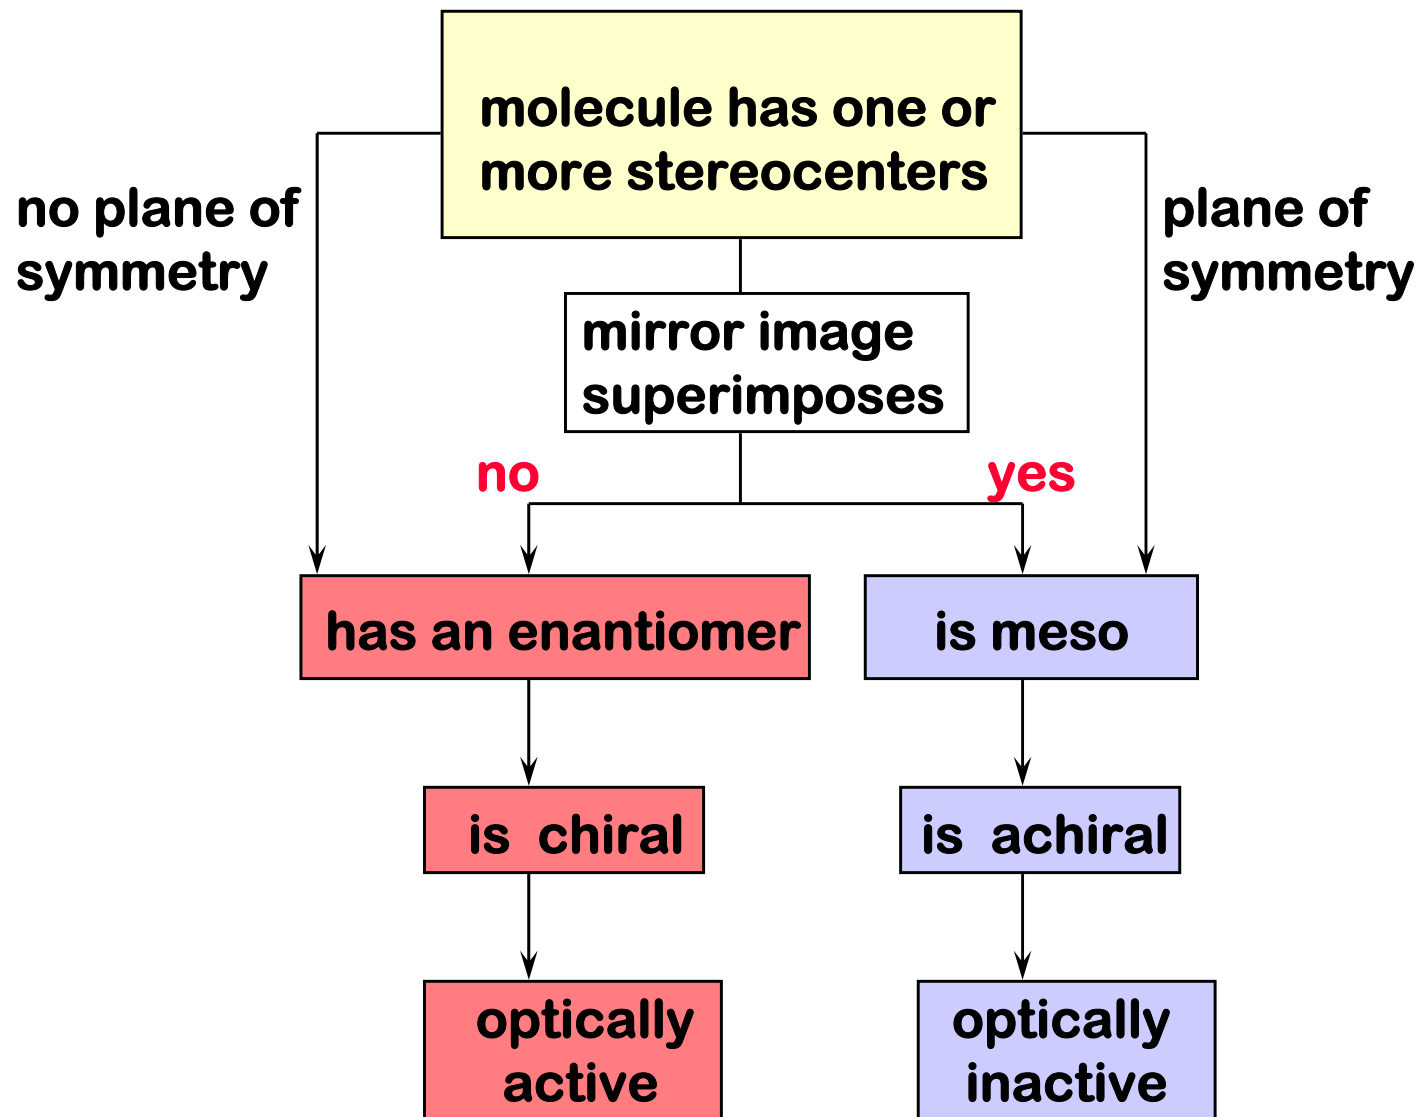 molecule has one or
more stereocenters
no plane of
symmetry
plane of
symmetry
mirror image
superimposes
no
yes
has an enantiomer
is meso
is chiral
is achiral
optically
active
optically
inactive